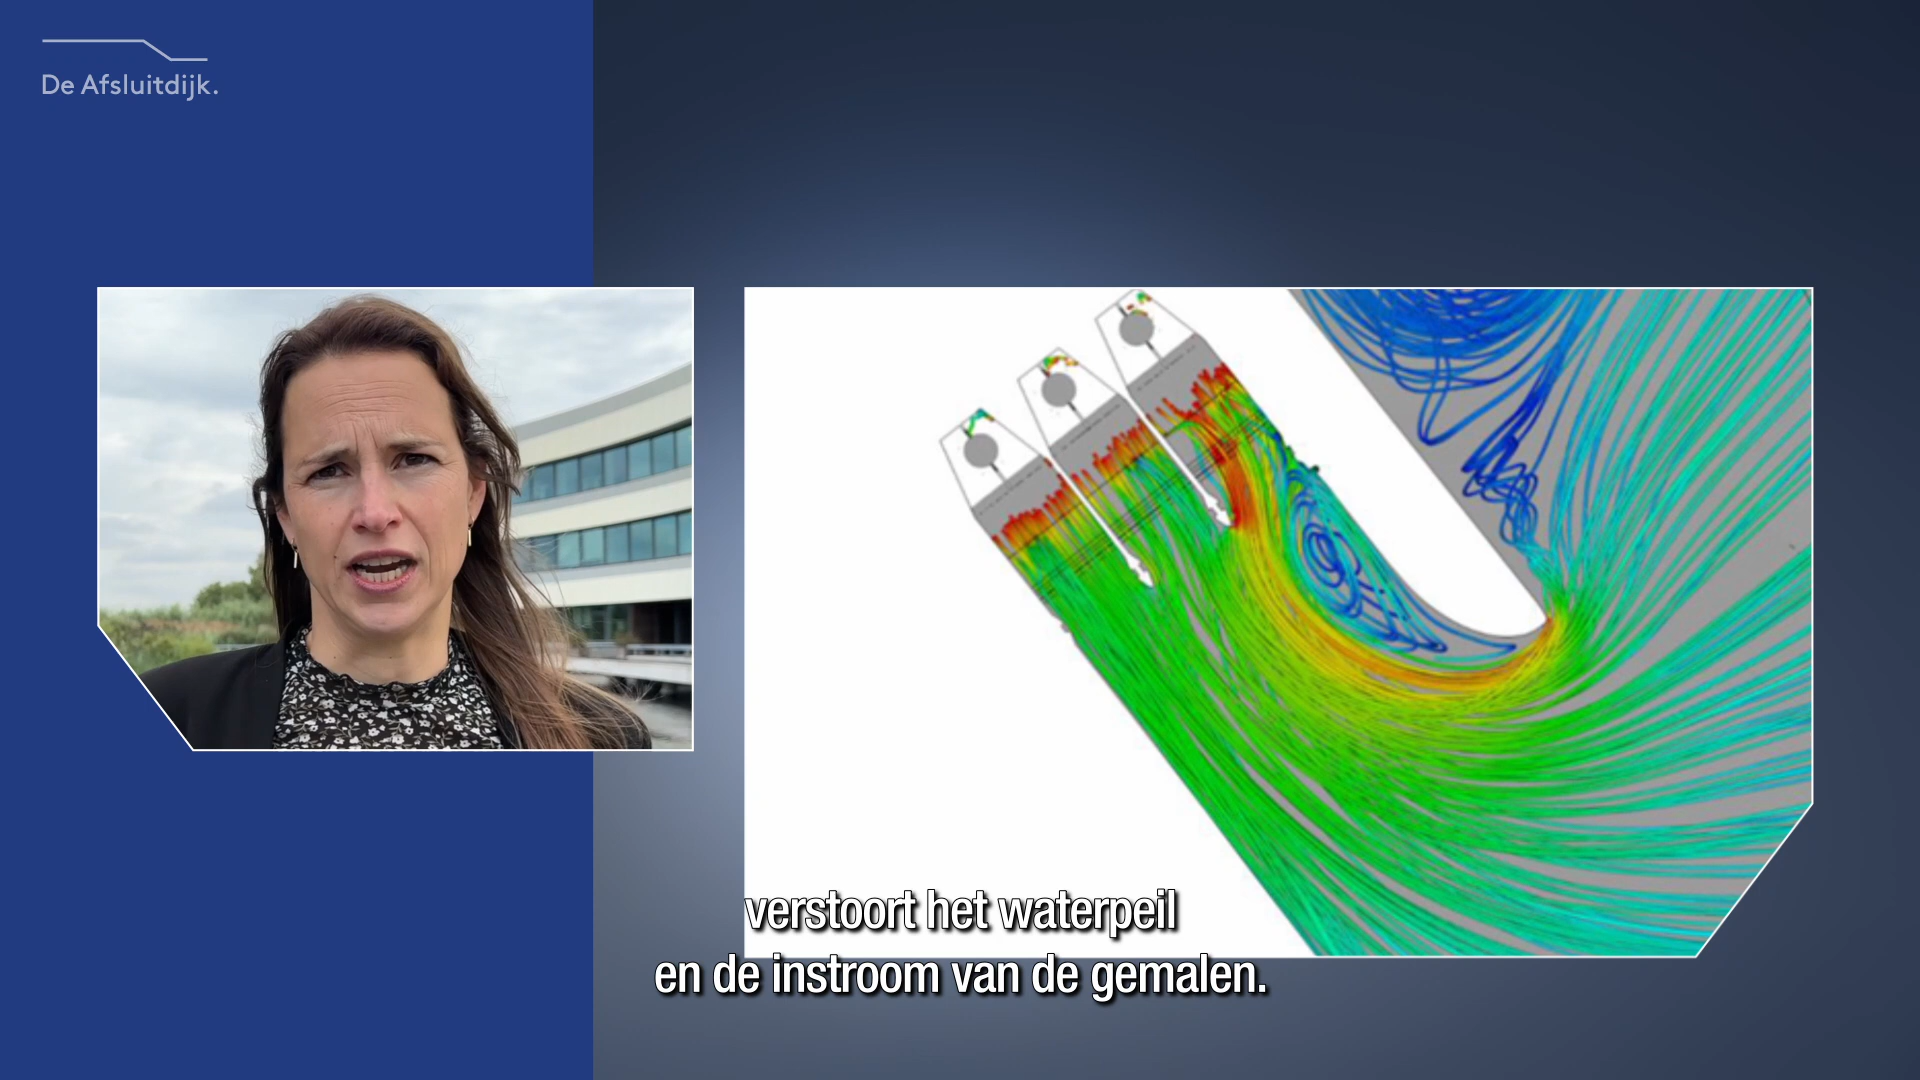 De Afsluitdijk.
verstoort het waterpeil
en de instroom van de gemalen.